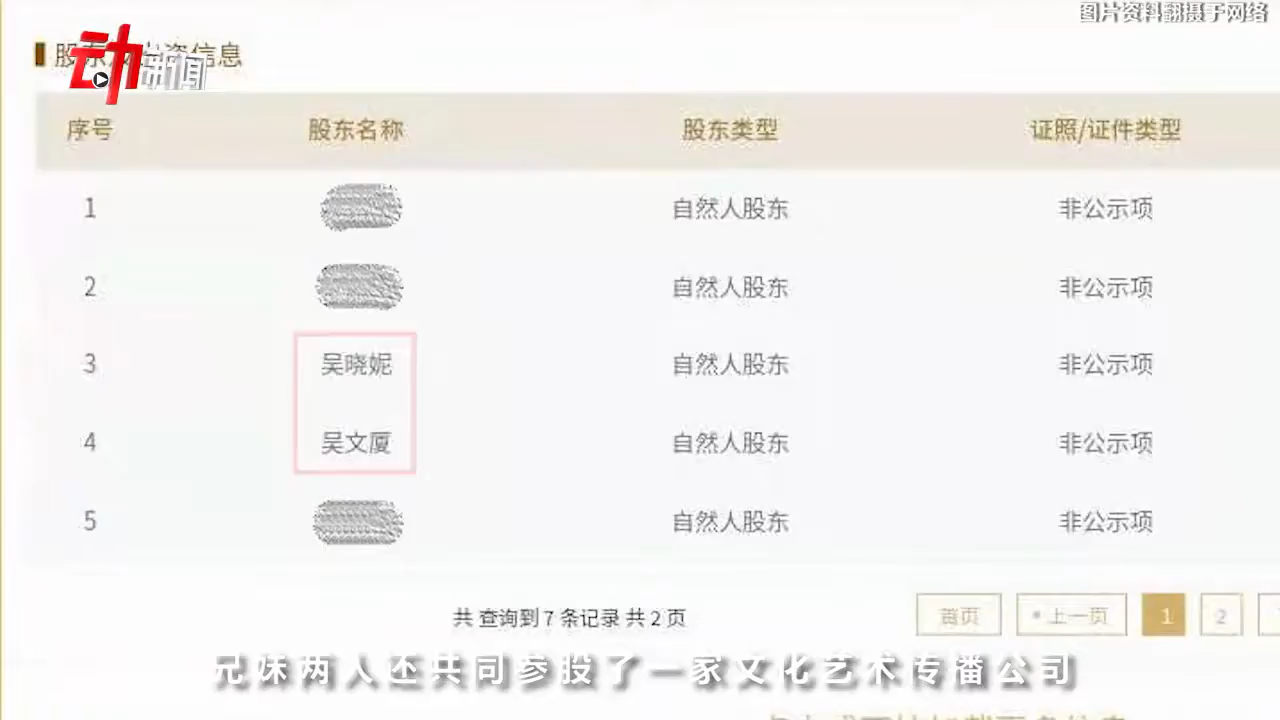 图片资料翻摄于网络
股东及出资信息
动新闻
序号 股东名称 股东类型 证照/证件类型
1 自然人股东 非公示项
2 自然人股东 非公示项
3 吴晓妮 自然人股东 非公示项
4 吴文厦 自然人股东 非公示项
5 自然人股东 非公示项
共 查询到 7 条记录 共 2 页 首页 上一页 1 2
兄妹两人还共同参股了一家文化艺术传播公司